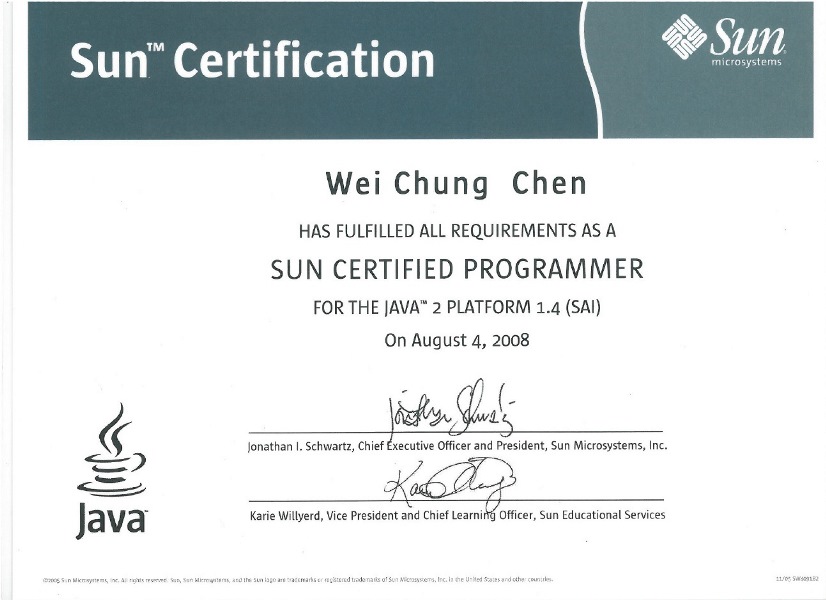 Sun™ Certification
Sun
microsystems
Wei Chung Chen
HAS FULFILLED ALL REQUIREMENTS AS A
SUN CERTIFIED PROGRAMMER
FOR THE JAVA™ 2 PLATFORM 1.4 (SAI)
On August 4, 2008
Jonathan I. Schwartz, Chief Executive Officer and President, Sun Microsystems, Inc.
Karie Willyerd, Vice President and Chief Learning Officer, Sun Educational Services
Java™
©2005 Sun Microsystems, Inc. All rights reserved. Sun, Sun Microsystems, and the Sun logo are trademarks or registered trademarks of Sun Microsystems, Inc. in the United States and other countries.
11/05